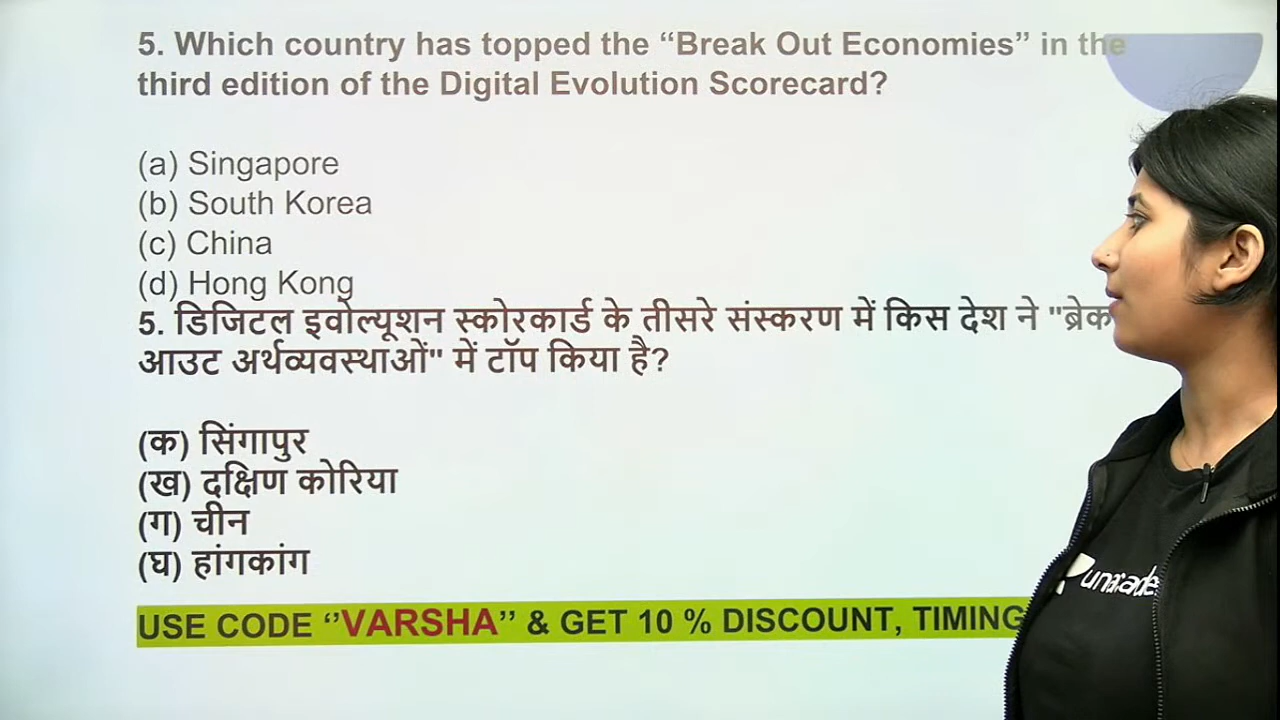 5. Which country has topped the “Break Out Economies” in the
third edition of the Digital Evolution Scorecard?
(a) Singapore
(b) South Korea
(c) China
(d) Hong Kong
5. डिजिटल इवोल्यूशन स्कोरकार्ड के तीसरे संस्करण में किस देश ने "ब्रेक
आउट अर्थव्यवस्थाओं" में टॉप किया है?
(क) सिंगापुर
(ख) दक्षिण कोरिया
(ग) चीन
(घ) हांगकांग
USE CODE ‘’VARSHA’’ & GET 10 % DISCOUNT, TIMING